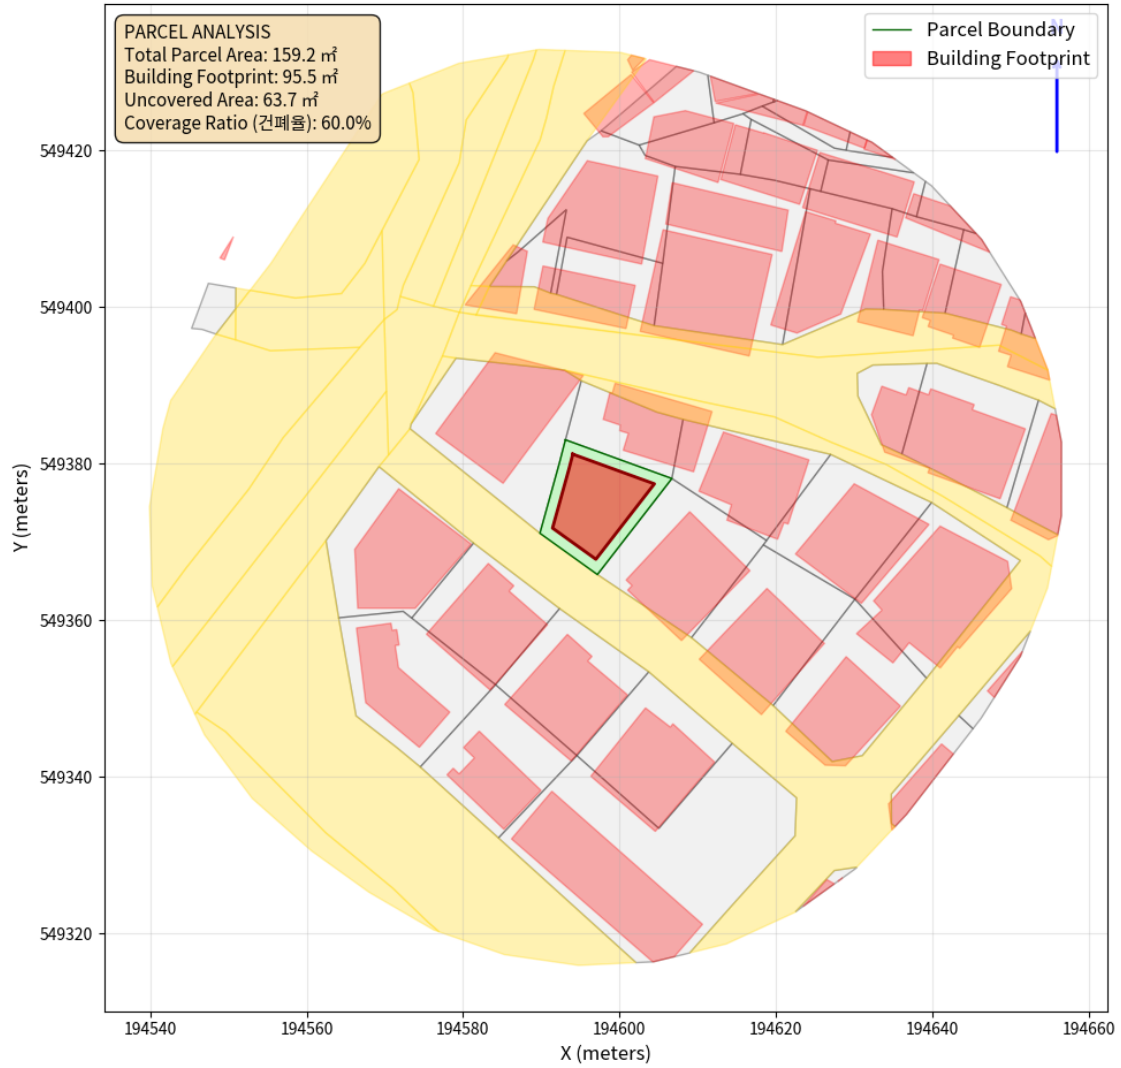 PARCEL ANALYSIS
Total Parcel Area: 159.2 ㎡
Building Footprint: 95.5 ㎡
Uncovered Area: 63.7 ㎡
Coverage Ratio (건폐율): 60.0%
Parcel Boundary
Building Footprint
N
549420
549400
549380
549360
549340
549320
Y (meters)
194540
194560
194580
194600
194620
194640
194660
X (meters)